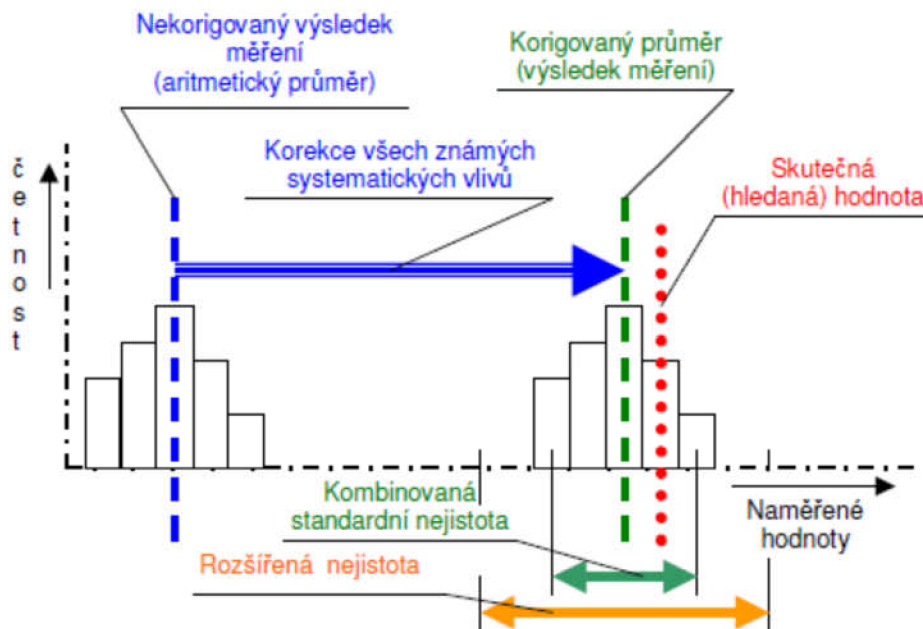 Nekorigovaný výsledek
měření
(aritmetický průměr)
Korigovaný průměr
(výsledek měření)
Korekce všech známých
systematických vlivů
Skutečná
(hledaná) hodnota
četnost
Kombinovaná
standardní nejistota
Naměřené
hodnoty
Rozšířená nejistota